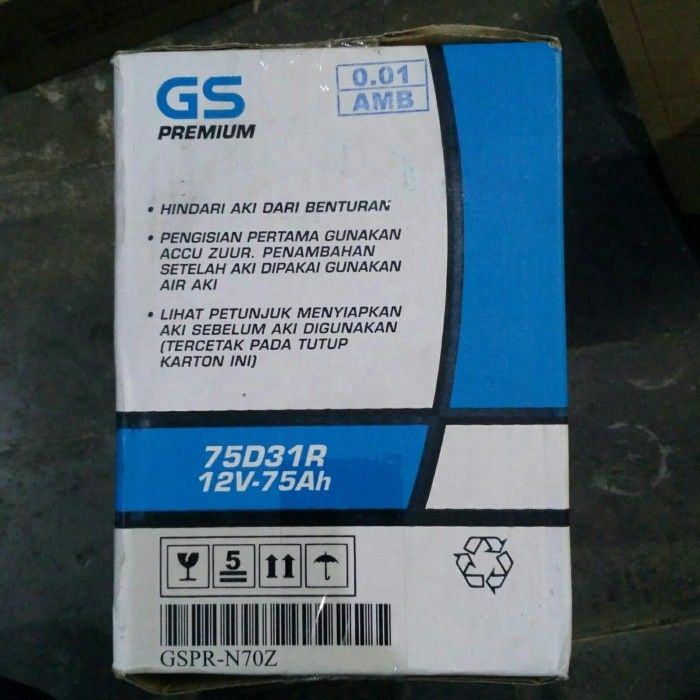 GS
PREMIUM
0.01
AMB
• HINDARI AKI DARI BENTURAN
• PENGISIAN PERTAMA GUNAKAN
ACCU ZUUR. PENAMBAHAN
SETELAH AKI DIPAKAI GUNAKAN
AIR AKI
• LIHAT PETUNJUK MENYIAPKAN
AKI SEBELUM AKI DIGUNAKAN
(TERCETAK PADA TUTUP
KARTON INI)
75D31R
12V-75Ah
5
GSPR-N70Z